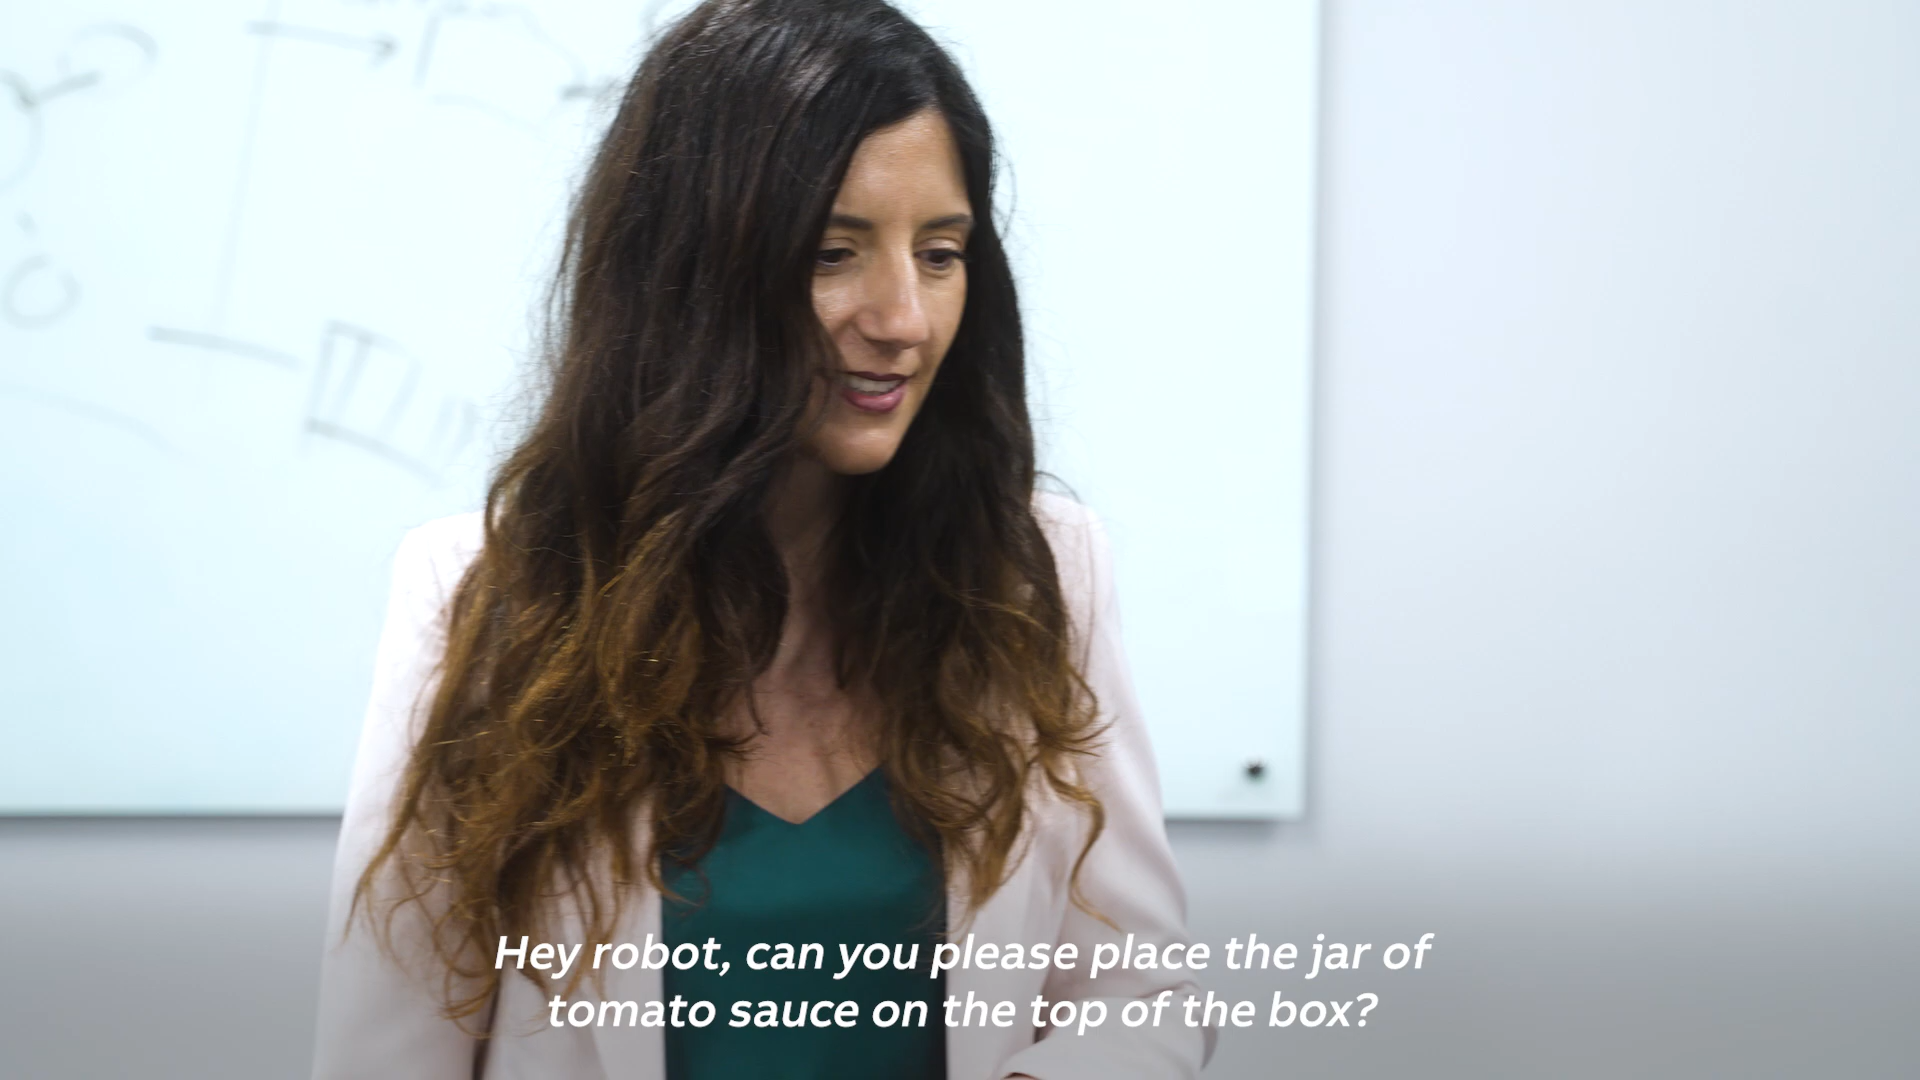 Hey robot, can you please place the jar of
tomato sauce on the top of the box?